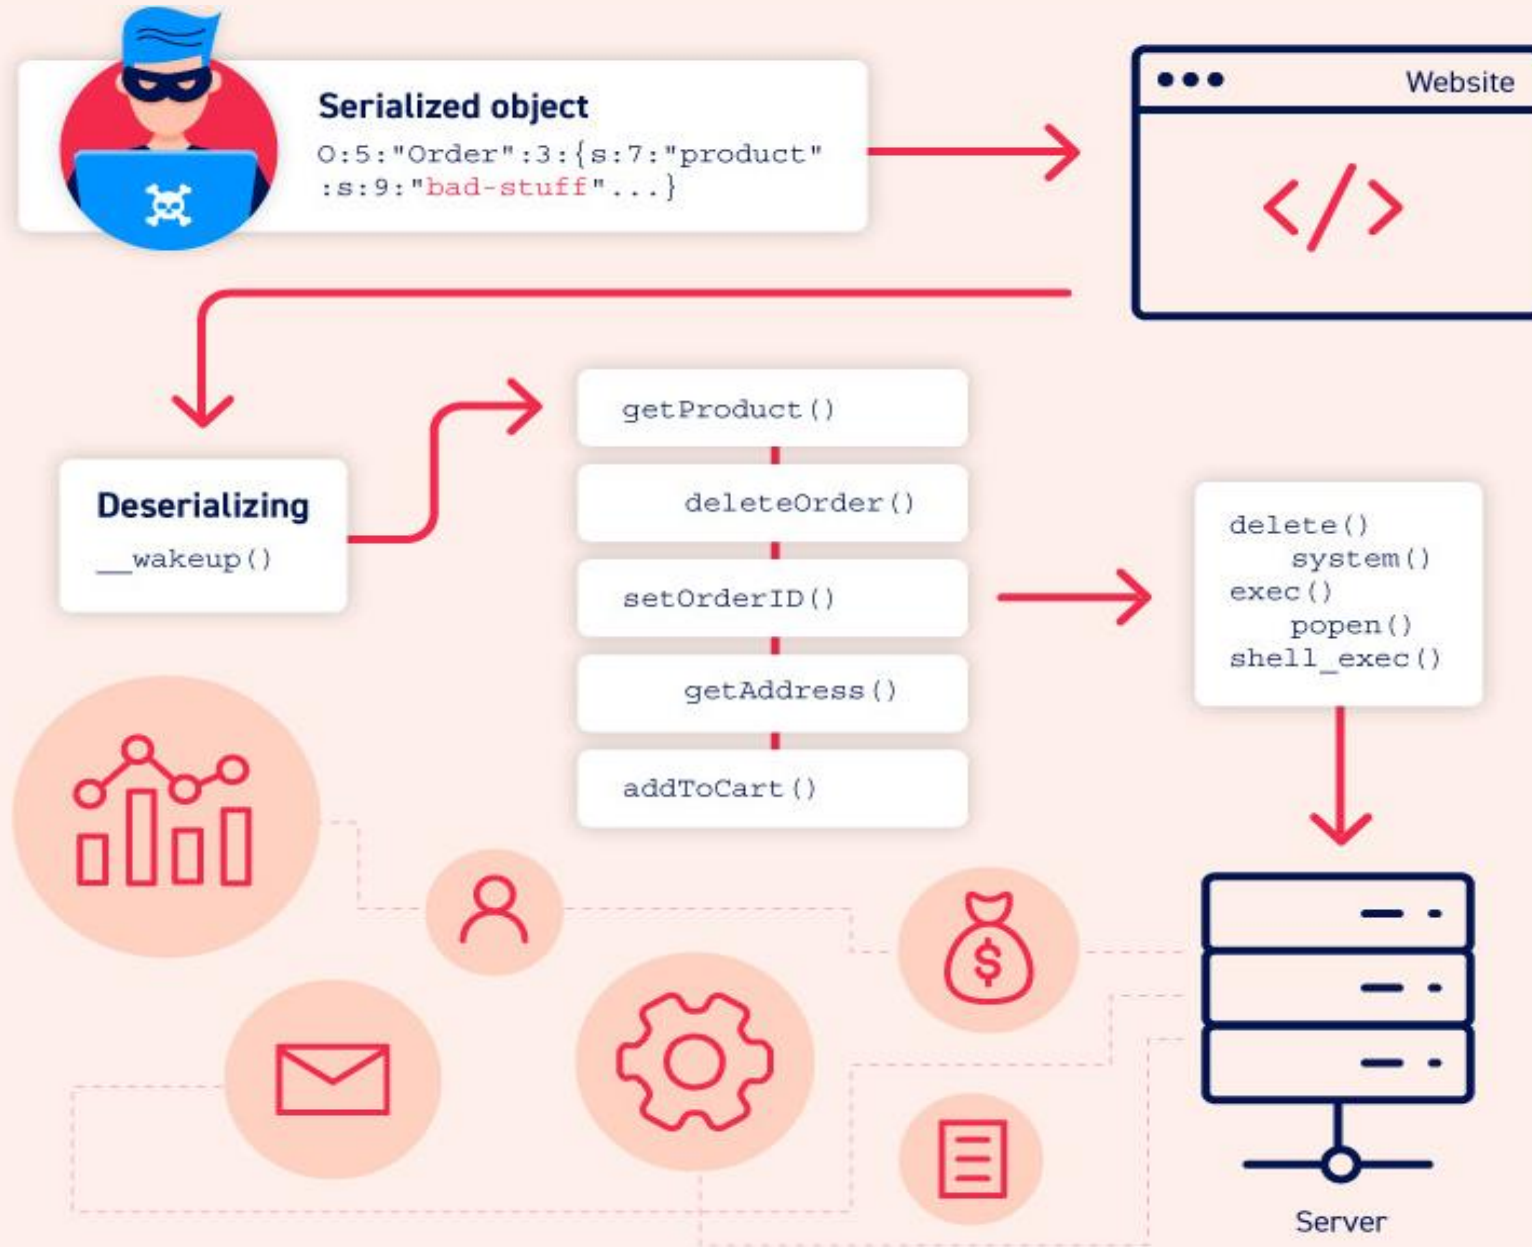 Serialized object
O:5:"Order":3:{s:7:"product"
:s:9:"bad-stuff"...}
Website
</>
Deserializing
__wakeup()
getProduct()
deleteOrder()
setOrderID()
getAddress()
addToCart()
delete()
system()
exec()
popen()
shell_exec()
$
Server